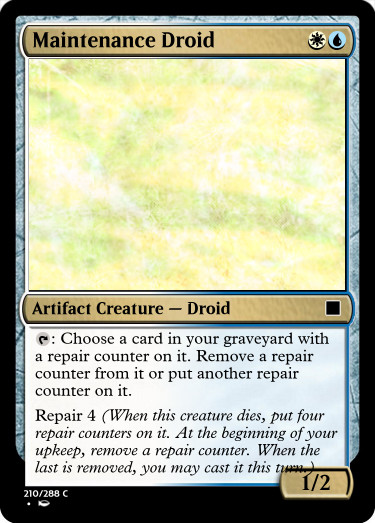 Maintenance Droid
Artifact Creature — Droid
: Choose a card in your graveyard with
a repair counter on it. Remove a repair
counter from it or put another repair
counter on it.
Repair 4 (When this creature dies, put four
repair counters on it. At the beginning of your
upkeep, remove a repair counter. When the
last is removed, you may cast it this turn.)
1/2
210/288 C